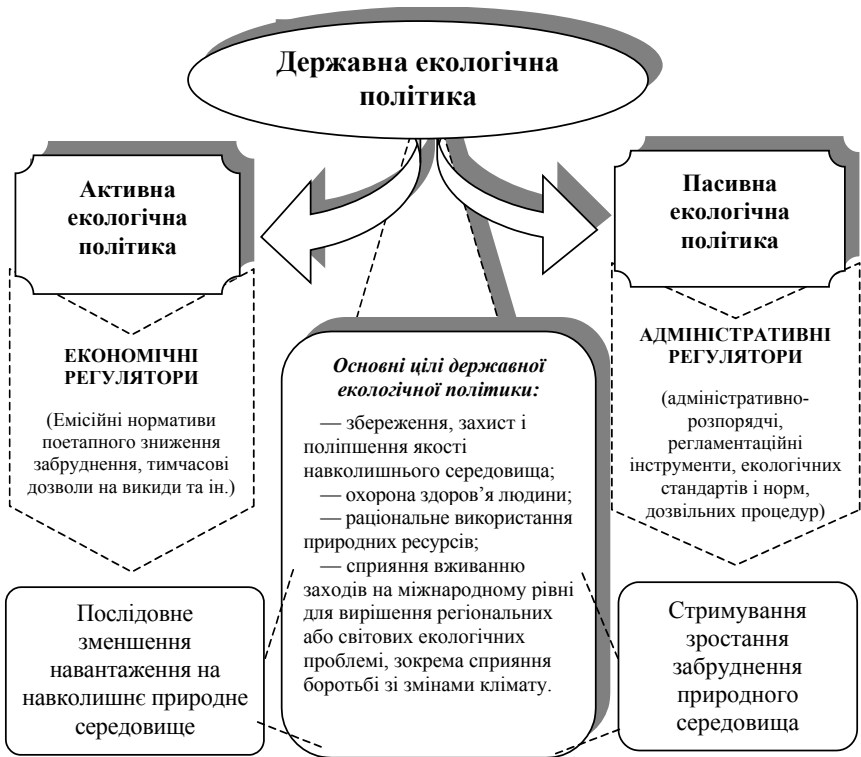 Державна екологічна
політика
Активна
екологічна
політика
Пасивна
екологічна
політика
ЕКОНОМІЧНІ
РЕГУЛЯТОРИ
(Емісійні нормативи
поетапного зниження
забруднення, тимчасові
дозволи на викиди та ін.)
Основні цілі державної
екологічної політики:
— збереження, захист і
поліпшення якості
навколишнього середовища;
— охорона здоров’я людини;
— раціональне використання
природних ресурсів;
— сприяння вживанню
заходів на міжнародному рівні
для вирішення регіональних
або світових екологічних
проблемі, зокрема сприяння
боротьбі зі змінами клімату.
АДМІНІСТРАТИВНІ
РЕГУЛЯТОРИ
(адміністративно-
розпорядчі,
регламентаційні
інструменти, екологічних
стандартів і норм,
дозвільних процедур)
Послідовне
зменшення
навантаження на
навколишнє природне
середовище
Стримування
зростання
забруднення
природного
середовища